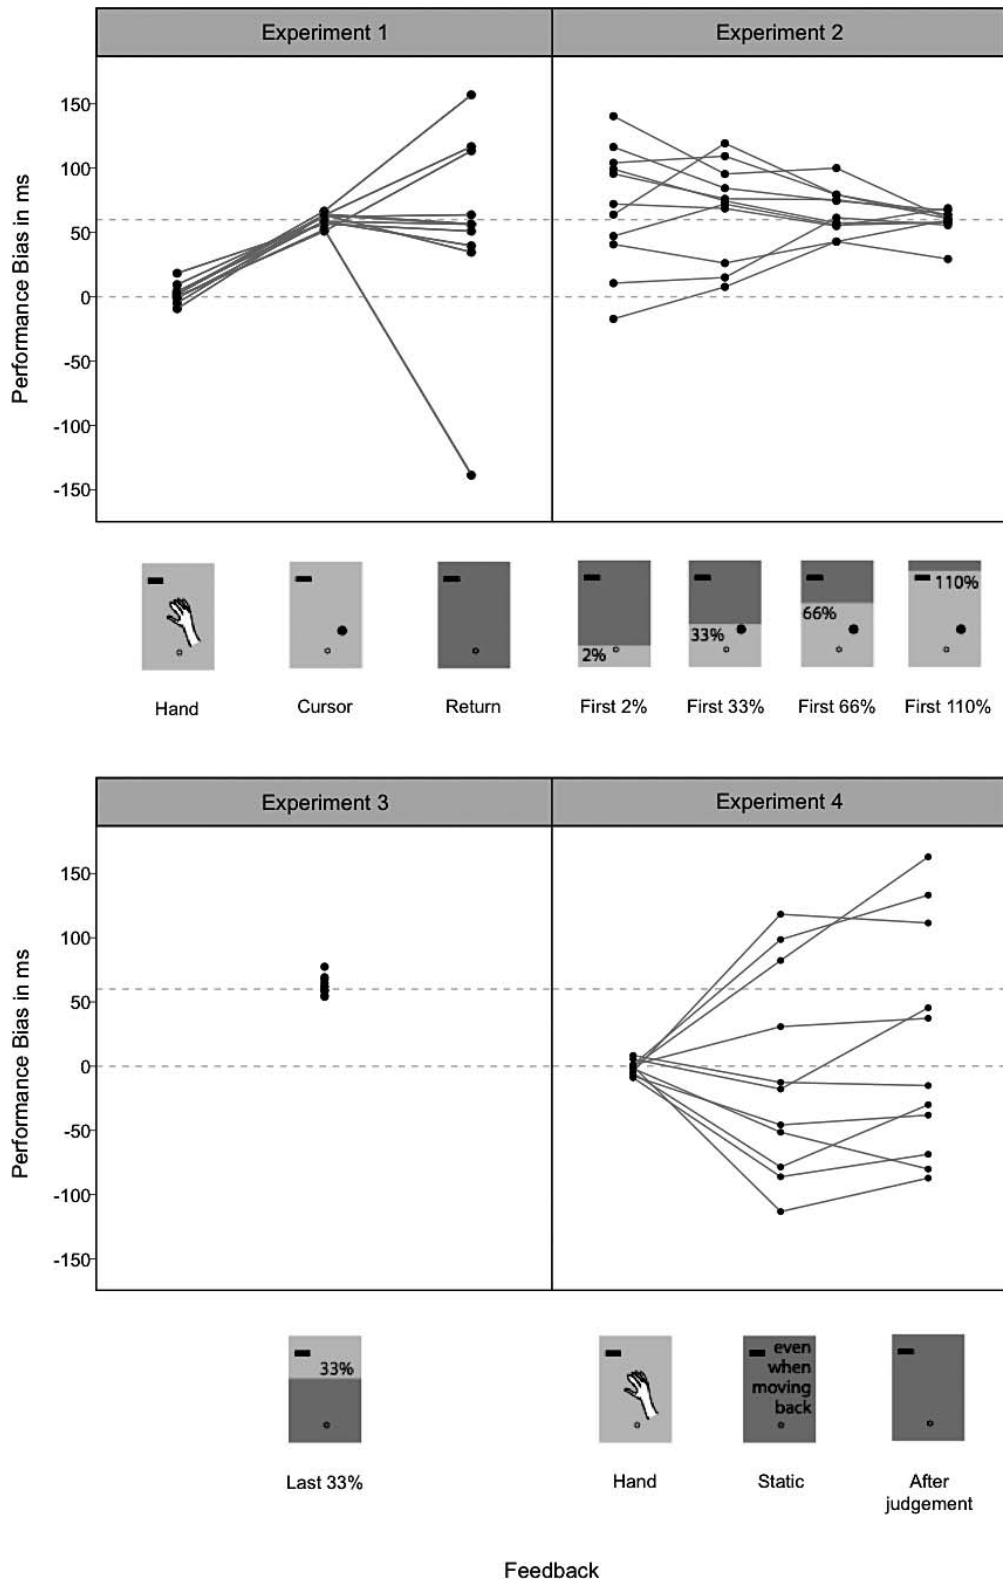 Experiment 1
Experiment 2
Performance Bias in ms
150
100
50
0
-50
-100
-150
2%
33%
66%
110%
Hand
Cursor
Return
First 2%
First 33%
First 66%
First 110%
Experiment 3
Experiment 4
Performance Bias in ms
150
100
50
0
-50
-100
-150
33%
even
when
moving
back
Last 33%
Hand
Static
After
judgement
Feedback